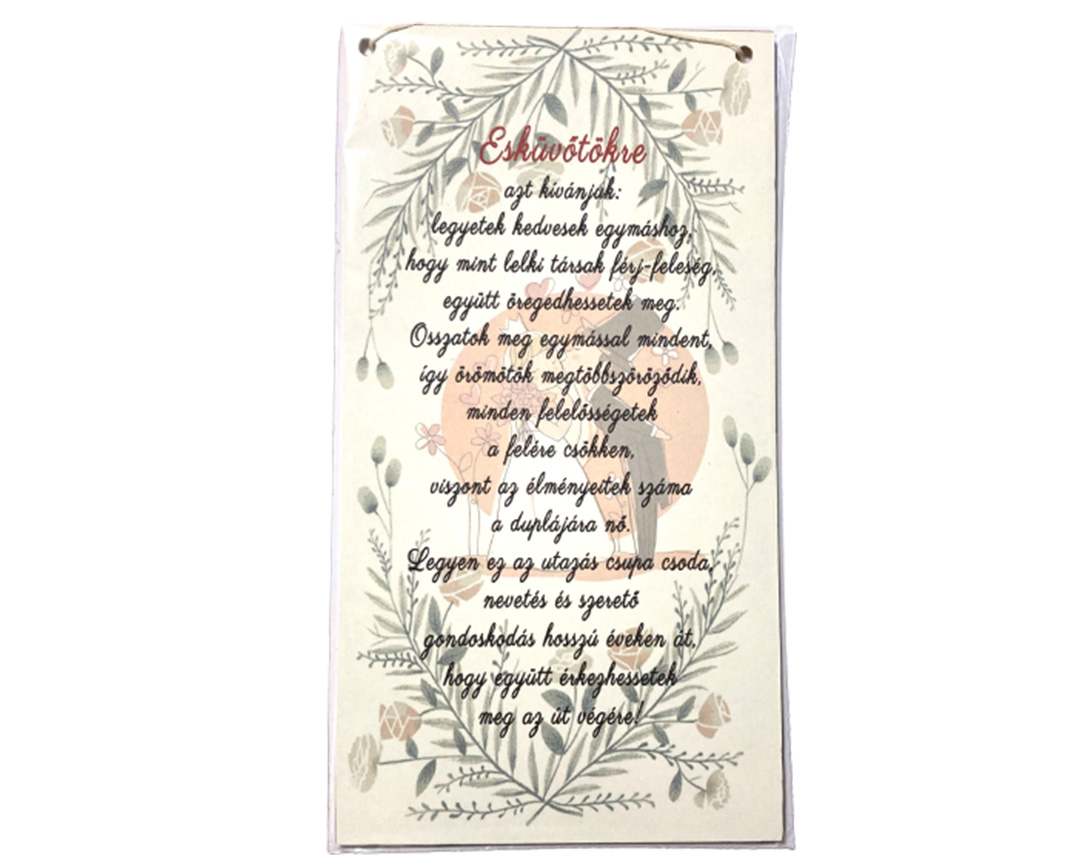 Esküvőtökre
azt kívánjuk:
legyetek kedvesek egymáshoz,
hogy mint lelki társak férj-feleség,
együtt öregedhessetek meg.
Osszatok meg egymással mindent,
így örömötök megtöbbszöröződik,
minden felelősségetek
a felére csökken,
viszont az élményeitek száma
a duplájára nő.
Legyen ez az utazás csupa csoda,
nevetés és szerető
gondoskodás hosszú éveken át,
hogy együtt érkezhessetek
meg az út végére!